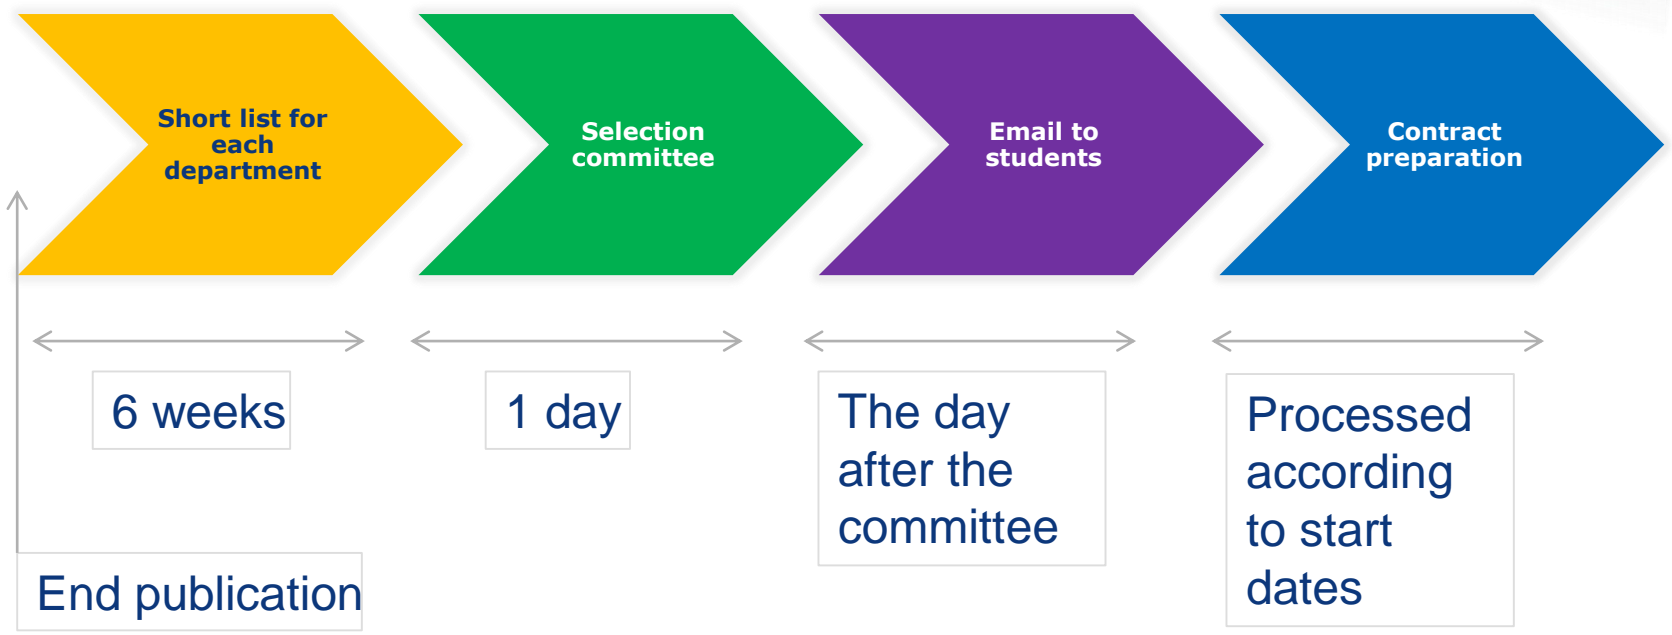 Short list for
each
department
Selection
committee
Email to
students
Contract
preparation
6 weeks
1 day
The day
after the
committee
Processed
according
to start
dates
End publication